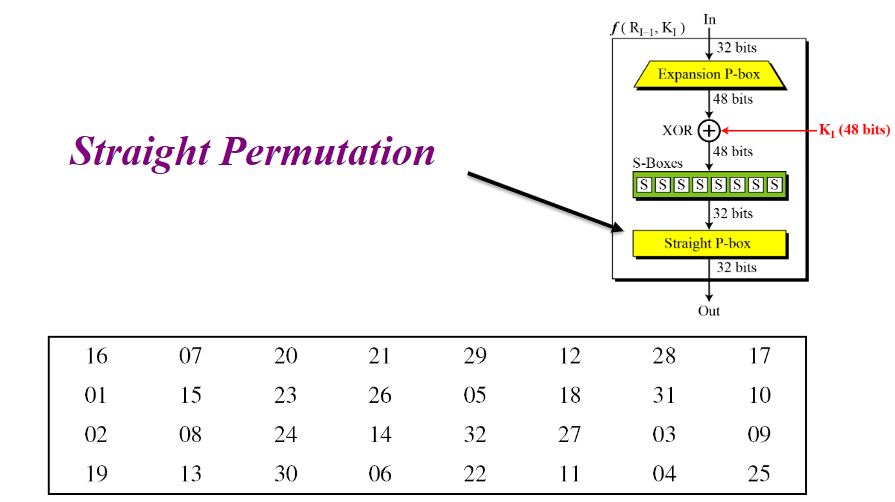 f ( R_{I–1}, K_I )
In
32 bits
Expansion P-box
48 bits
XOR
K_I (48 bits)
48 bits
S-Boxes
S S S S S S S S
32 bits
Straight P-box
32 bits
Out
Straight Permutation
16 07 20 21 29 12 28 17
01 15 23 26 05 18 31 10
02 08 24 14 32 27 03 09
19 13 30 06 22 11 04 25